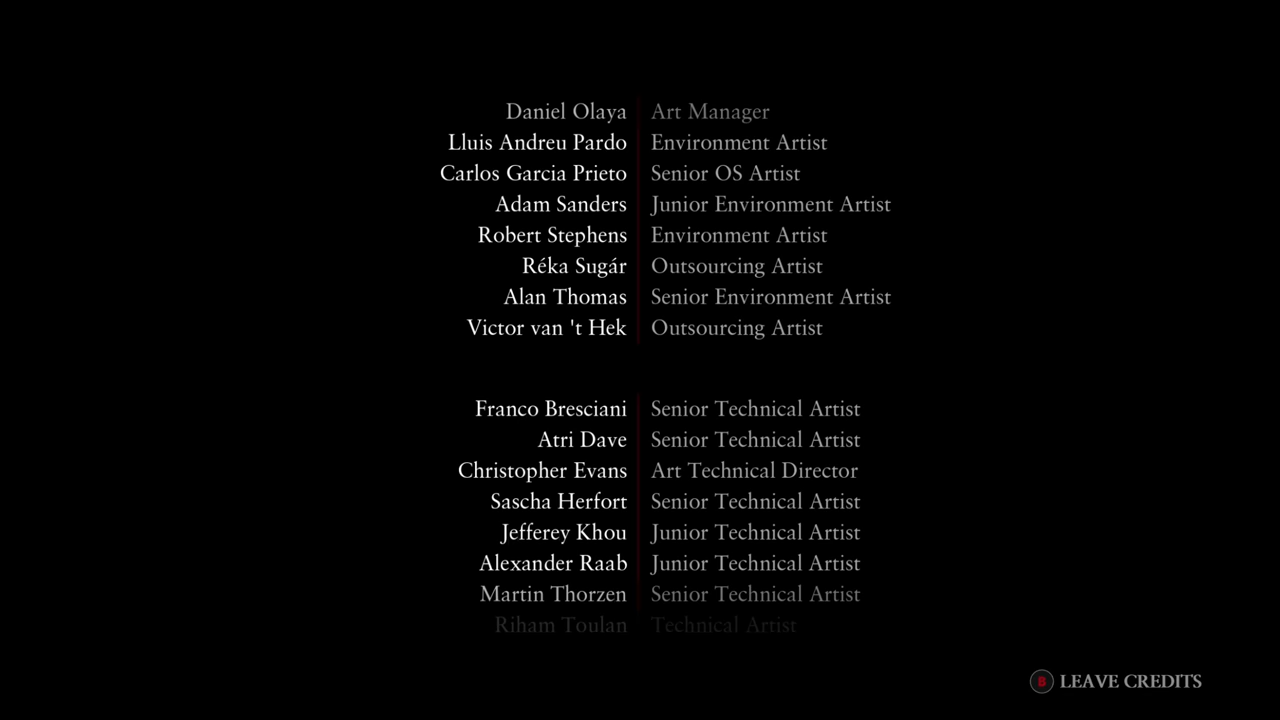 Daniel Olaya Art Manager
Lluis Andreu Pardo Environment Artist
Carlos Garcia Prieto Senior OS Artist
Adam Sanders Junior Environment Artist
Robert Stephens Environment Artist
Réka Sugár Outsourcing Artist
Alan Thomas Senior Environment Artist
Victor van 't Hek Outsourcing Artist
Franco Bresciani Senior Technical Artist
Atri Dave Senior Technical Artist
Christopher Evans Art Technical Director
Sascha Herfort Senior Technical Artist
Jefferey Khou Junior Technical Artist
Alexander Raab Junior Technical Artist
Martin Thorzen Senior Technical Artist
Riham Toulan Technical Artist
B LEAVE CREDITS